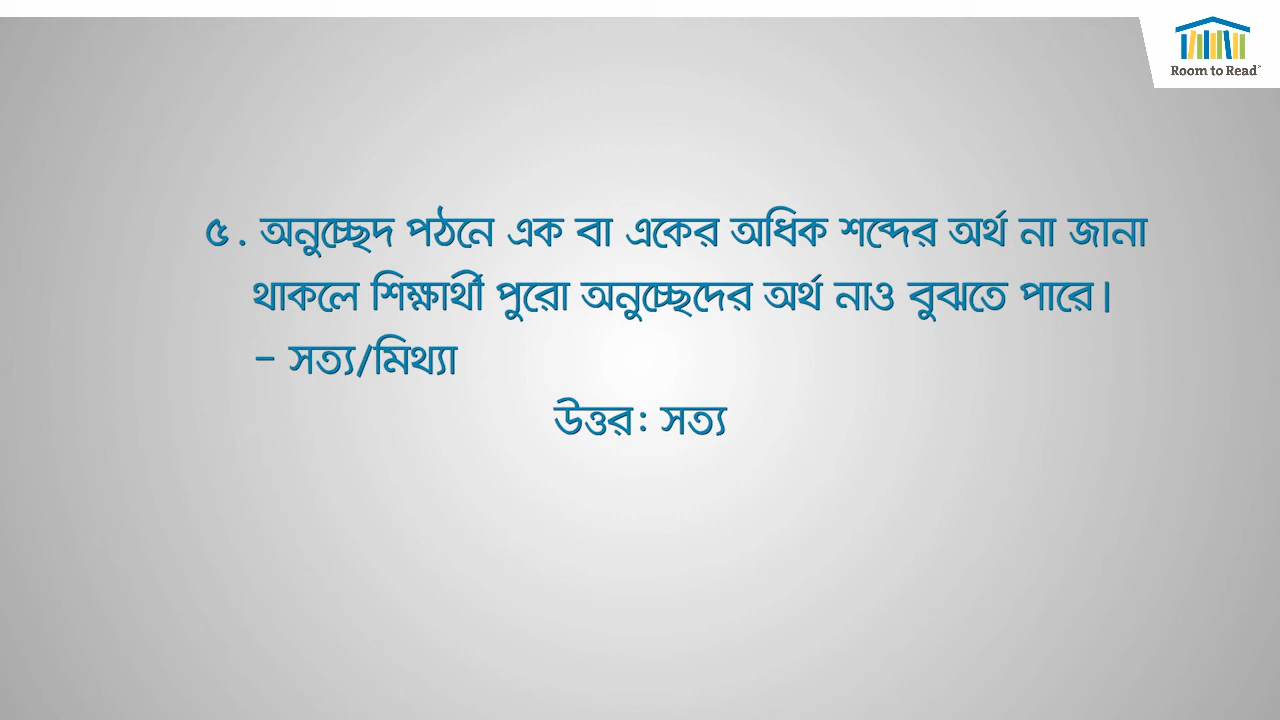 Room to Read
৫. অনুচ্ছেদ পঠনে এক বা একের অধিক শব্দের অর্থ না জানা
থাকলে শিক্ষার্থী পুরো অনুচ্ছেদের অর্থ নাও বুঝতে পারে।
– সত্য/মিথ্যা
উত্তর: সত্য